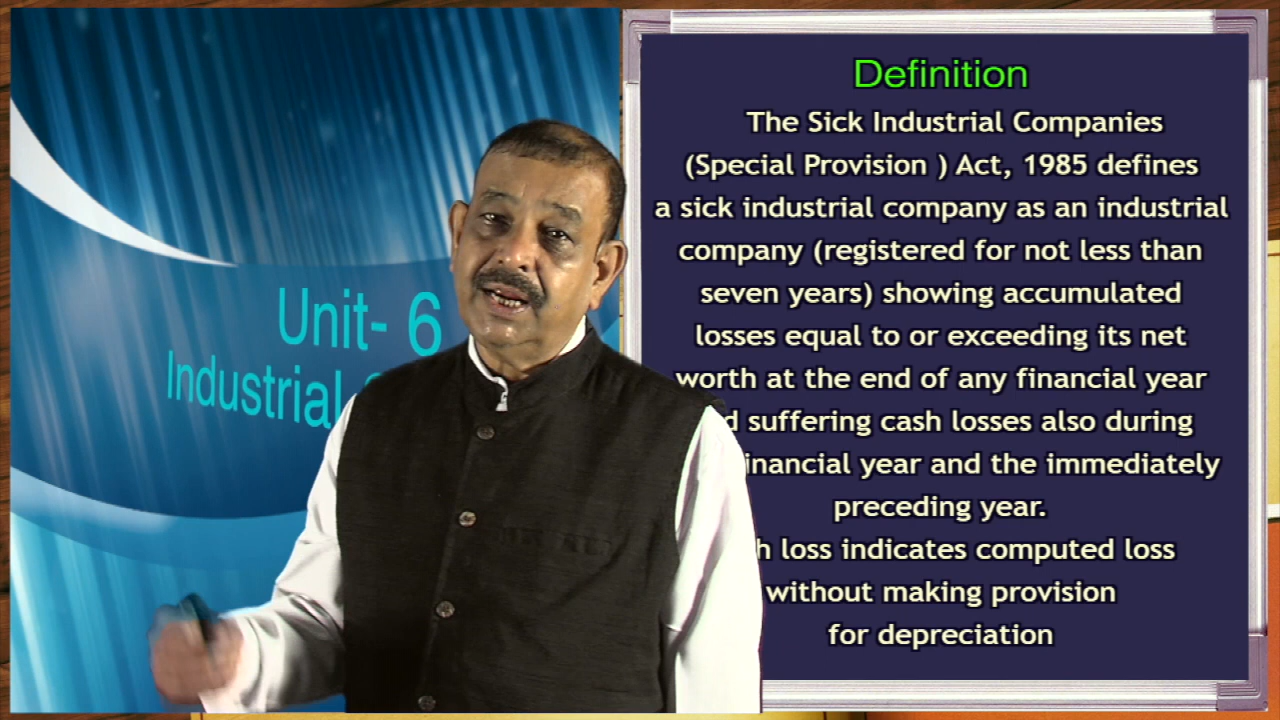 Unit- 6
Industrial
Definition
The Sick Industrial Companies
(Special Provision ) Act, 1985 defines
a sick industrial company as an industrial
company (registered for not less than
seven years) showing accumulated
losses equal to or exceeding its net
worth at the end of any financial year
suffering cash losses also during
financial year and the immediately
preceding year.
loss indicates computed loss
without making provision
for depreciation